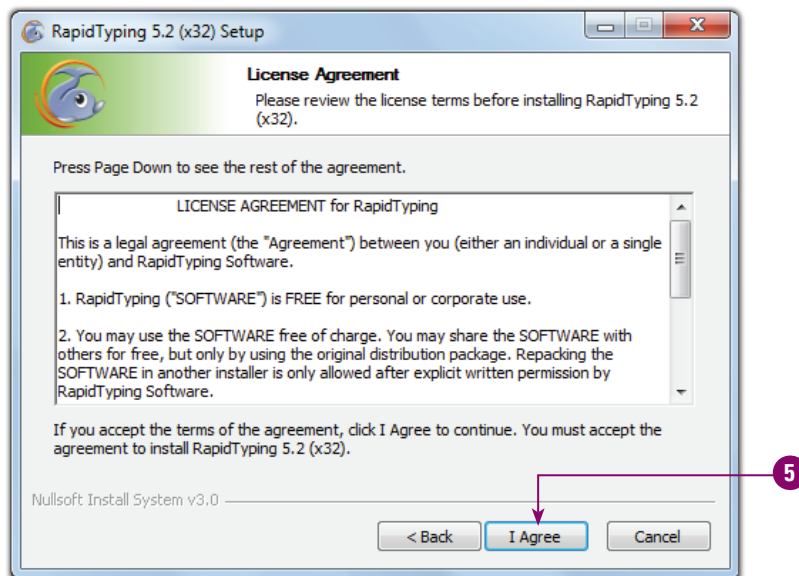 RapidTyping 5.2 (x32) Setup
License Agreement
Please review the license terms before installing RapidTyping 5.2
(x32).
Press Page Down to see the rest of the agreement.
LICENSE AGREEMENT for RapidTyping
This is a legal agreement (the "Agreement") between you (either an individual or a single
entity) and RapidTyping Software.
1. RapidTyping ("SOFTWARE") is FREE for personal or corporate use.
2. You may use the SOFTWARE free of charge. You may share the SOFTWARE with
others for free, but only by using the original distribution package. Repacking the
SOFTWARE in another installer is only allowed after explicit written permission by
RapidTyping Software.
If you accept the terms of the agreement, click I Agree to continue. You must accept the
agreement to install RapidTyping 5.2 (x32).
5
Nullsoft Install System v3.0
< Back I Agree Cancel